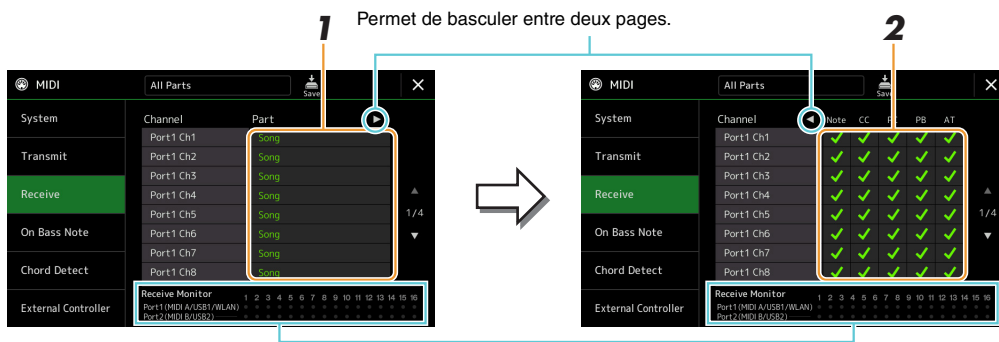 1
Permet de basculer entre deux pages.
2
MIDI
All Parts
Save
System
Transmit
Receive
On Bass Note
Chord Detect
External Controller
Channel Part
Port1 Ch1 Song
Port1 Ch2 Song
Port1 Ch3 Song
Port1 Ch4 Song
Port1 Ch5 Song
Port1 Ch6 Song
Port1 Ch7 Song
Port1 Ch8 Song
1/4
Receive Monitor 1 2 3 4 5 6 7 8 9 10 11 12 13 14 15 16
Port1(MIDI A/USB1/WLAN)
Port2(MIDI B/USB2)
MIDI
All Parts
Save
System
Transmit
Receive
On Bass Note
Chord Detect
External Controller
Channel Note CC PC PB AT
Port1 Ch1
Port1 Ch2
Port1 Ch3
Port1 Ch4
Port1 Ch5
Port1 Ch6
Port1 Ch7
Port1 Ch8
1/4
Receive Monitor 1 2 3 4 5 6 7 8 9 10 11 12 13 14 15 16
Port1(MIDI A/USB1/WLAN)
Port2(MIDI B/USB2)